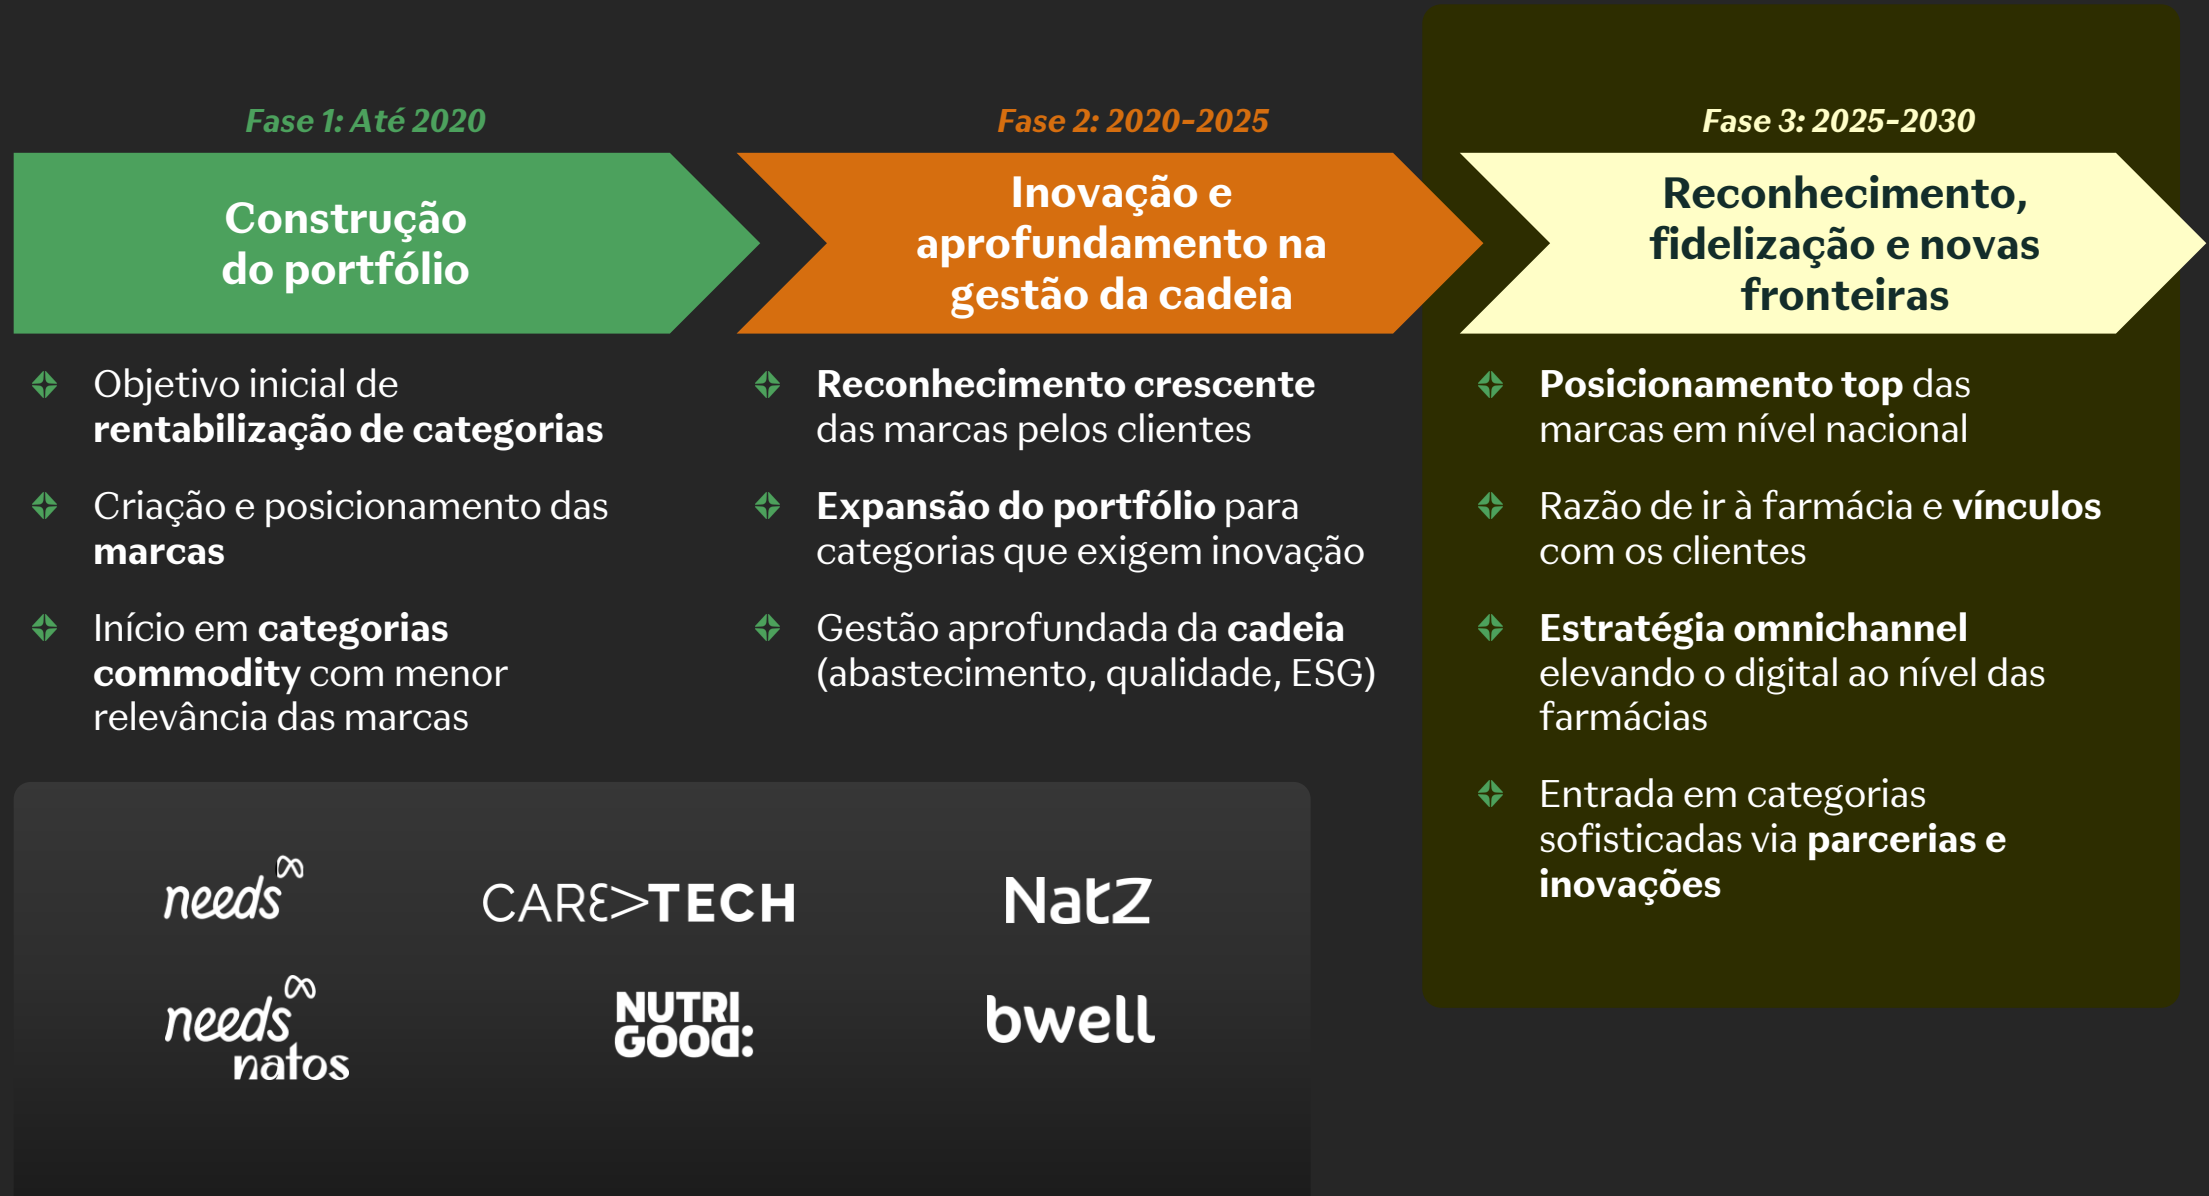 Fase 1: Até 2020
Construção
do portfólio
Objetivo inicial de
rentabilização de categorias
Criação e posicionamento das
marcas
Início em categorias
commodity com menor
relevância das marcas
Fase 2: 2020-2025
Inovação e
aprofundamento na
gestão da cadeia
Reconhecimento crescente
das marcas pelos clientes
Expansão do portfólio para
categorias que exigem inovação
Gestão aprofundada da cadeia
(abastecimento, qualidade, ESG)
Fase 3: 2025-2030
Reconhecimento,
fidelização e novas
fronteiras
Posicionamento top das
marcas em nível nacional
Razão de ir à farmácia e vínculos
com os clientes
Estratégia omnichannel
elevando o digital ao nível das
farmácias
Entrada em categorias
sofisticadas via parcerias e
inovações
needs
CARE>TECH
Natz
needs
natos
NUTRI
GOOD:
bwell